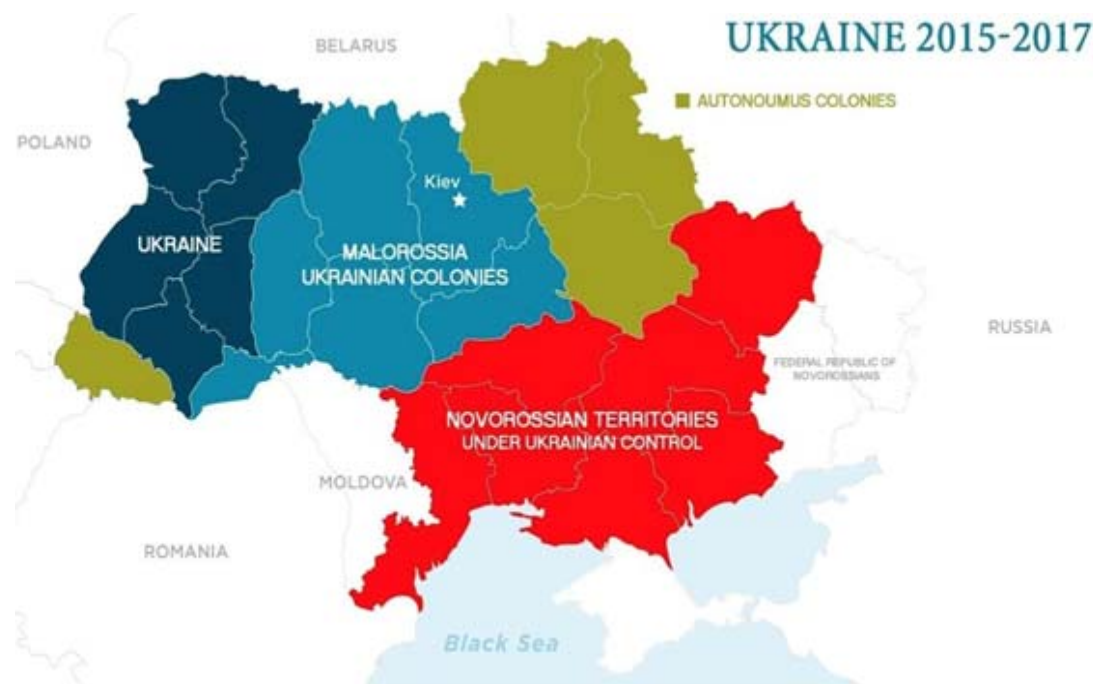 UKRAINE 2015-2017
BELARUS
AUTONOUMUS COLONIES
POLAND
Kiev
UKRAINE
MALOROSSIA
UKRAINIAN COLONIES
RUSSIA
FEDERAL REPUBLIC OF
NOVOROSSIANS
NOVOROSSIAN TERRITORIES
UNDER UKRAINIAN CONTROL
MOLDOVA
ROMANIA
Black Sea